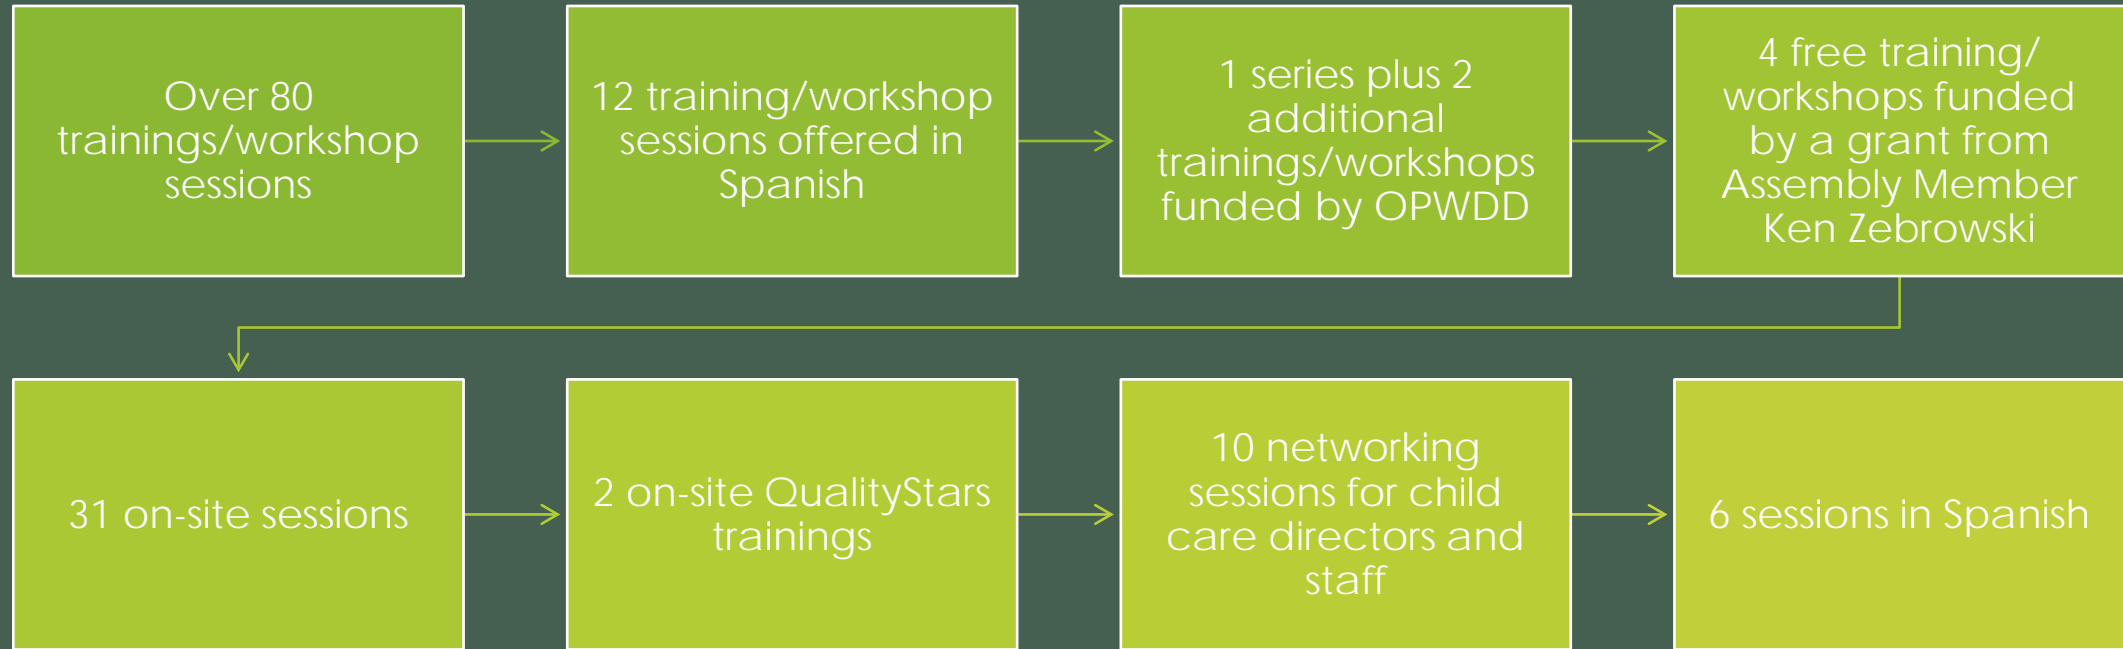 Over 80
trainings/workshop
sessions
12 training/workshop
sessions offered in
Spanish
1 series plus 2
additional
trainings/workshops
funded by OPWDD
4 free training/
workshops funded
by a grant from
Assembly Member
Ken Zebrowski
31 on-site sessions
2 on-site QualityStars
trainings
10 networking
sessions for child
care directors and
staff
6 sessions in Spanish